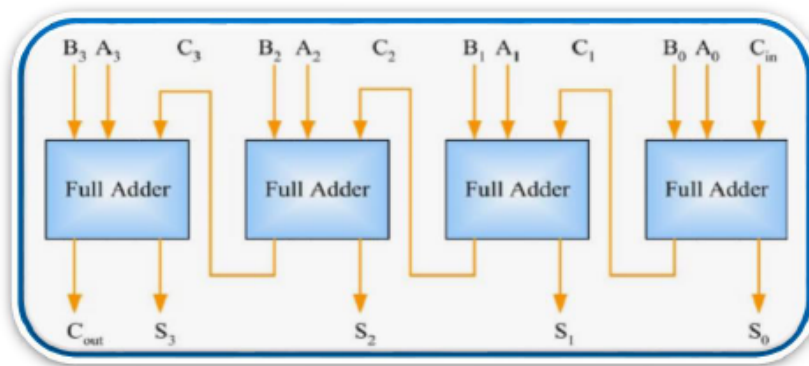 B3 A3 C3 B2 A2 C2 B1 A1 C1 B0 A0 Cin
Full Adder Full Adder Full Adder Full Adder
Cout S3 S2 S1 S0